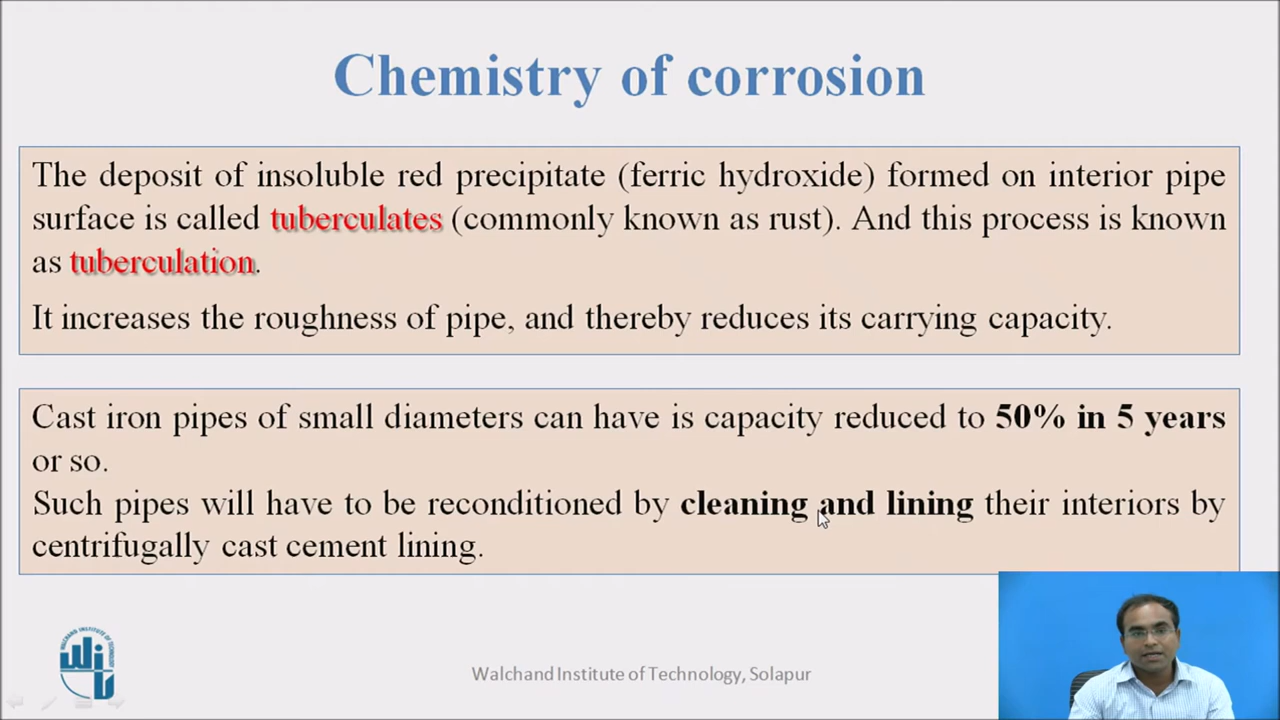 Chemistry of corrosion
The deposit of insoluble red precipitate (ferric hydroxide) formed on interior pipe
surface is called tuberculates (commonly known as rust). And this process is known
as tuberculation.
It increases the roughness of pipe, and thereby reduces its carrying capacity.
Cast iron pipes of small diameters can have is capacity reduced to 50% in 5 years
or so.
Such pipes will have to be reconditioned by cleaning and lining their interiors by
centrifugally cast cement lining.
WALCHAND INSTITUTE OF TECHNOLOGY
Walchand Institute of Technology, Solapur